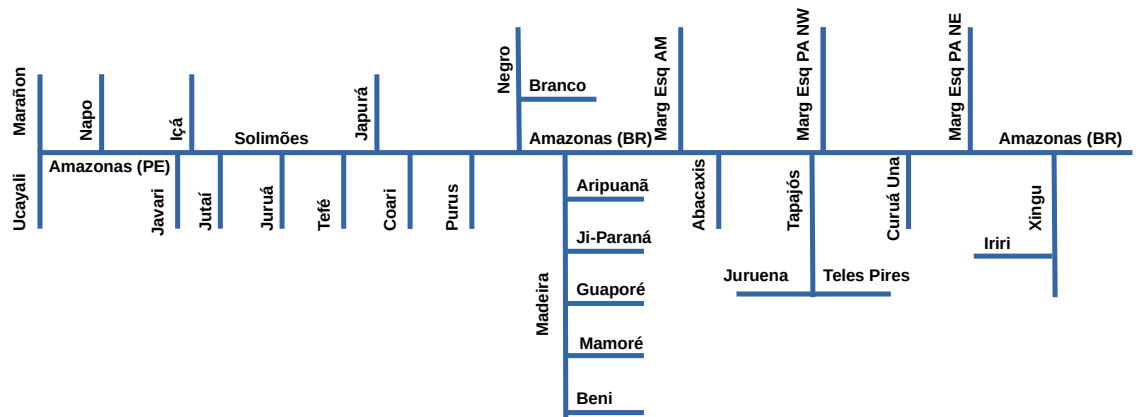 Marañon
Napo
Içá
Solimões
Japurá
Negro
Branco
Amazonas (BR)
Marg Esq AM
Marg Esq PA NW
Marg Esq PA NE
Amazonas (BR)
Ucayali
Amazonas (PE)
Javari
Jutaí
Juruá
Tefé
Coari
Purus
Madeira
Aripuanã
Ji-Paraná
Guaporé
Mamoré
Beni
Abacaxis
Tapajós
Juruena
Teles Pires
Curuá Una
Iriri
Xingu